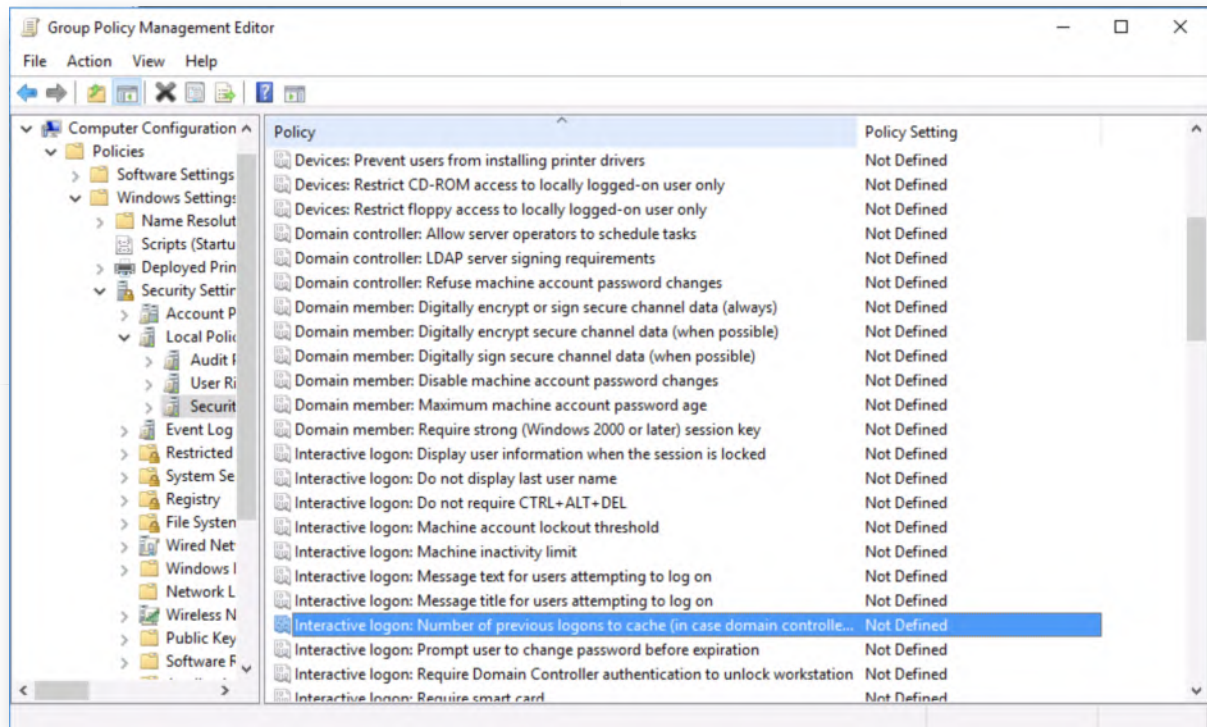 Group Policy Management Editor
File Action View Help
Computer Configuration
Policies
Software Settings
Windows Settings
Name Resolut
Scripts (Startu
Deployed Prin
Security Settin
Account P
Local Polic
Audit P
User Ri
Securit
Event Log
Restricted
System Se
Registry
File System
Wired Net
Windows F
Network L
Wireless N
Public Key
Software R
Policy Policy Setting
Devices: Prevent users from installing printer drivers Not Defined
Devices: Restrict CD-ROM access to locally logged-on user only Not Defined
Devices: Restrict floppy access to locally logged-on user only Not Defined
Domain controller: Allow server operators to schedule tasks Not Defined
Domain controller: LDAP server signing requirements Not Defined
Domain controller: Refuse machine account password changes Not Defined
Domain member: Digitally encrypt or sign secure channel data (always) Not Defined
Domain member: Digitally encrypt secure channel data (when possible) Not Defined
Domain member: Digitally sign secure channel data (when possible) Not Defined
Domain member: Disable machine account password changes Not Defined
Domain member: Maximum machine account password age Not Defined
Domain member: Require strong (Windows 2000 or later) session key Not Defined
Interactive logon: Display user information when the session is locked Not Defined
Interactive logon: Do not display last user name Not Defined
Interactive logon: Do not require CTRL+ALT+DEL Not Defined
Interactive logon: Machine account lockout threshold Not Defined
Interactive logon: Machine inactivity limit Not Defined
Interactive logon: Message text for users attempting to log on Not Defined
Interactive logon: Message title for users attempting to log on Not Defined
Interactive logon: Number of previous logons to cache (in case domain controlle... Not Defined
Interactive logon: Prompt user to change password before expiration Not Defined
Interactive logon: Require Domain Controller authentication to unlock workstation Not Defined
Interactive logon: Require smart card Not Defined